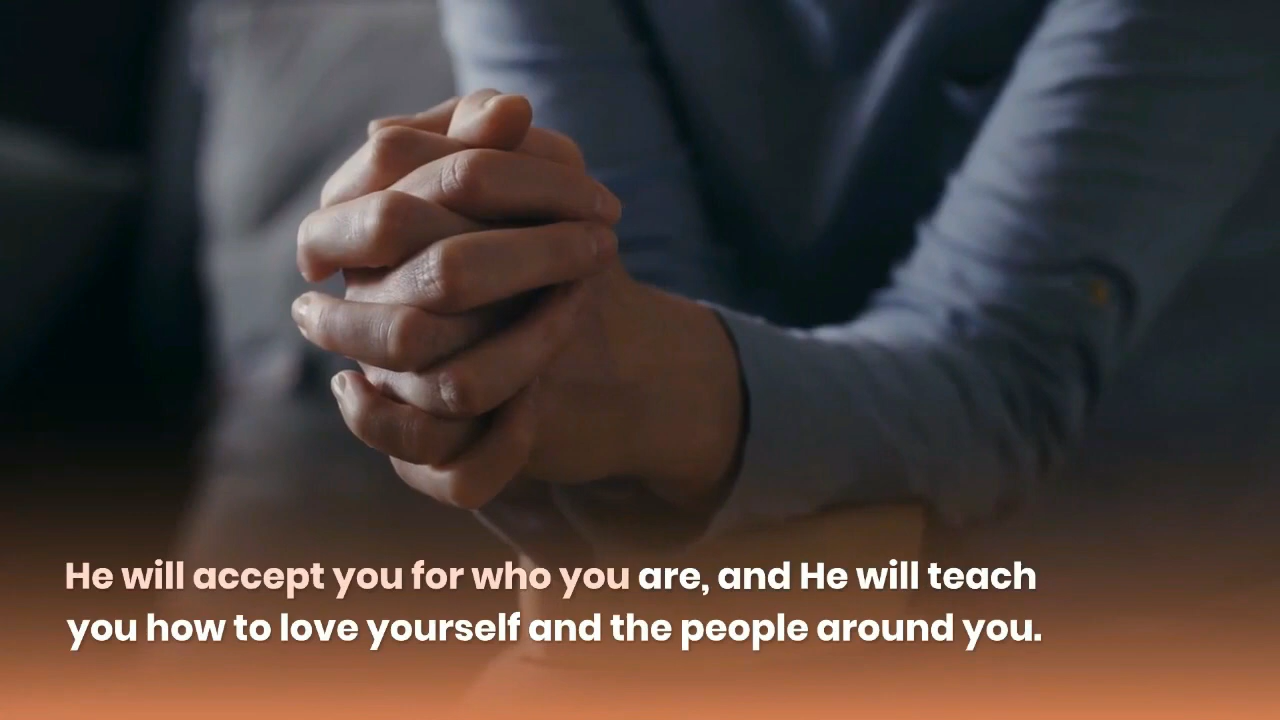 He will accept you for who you are, and He will teach
you how to love yourself and the people around you.